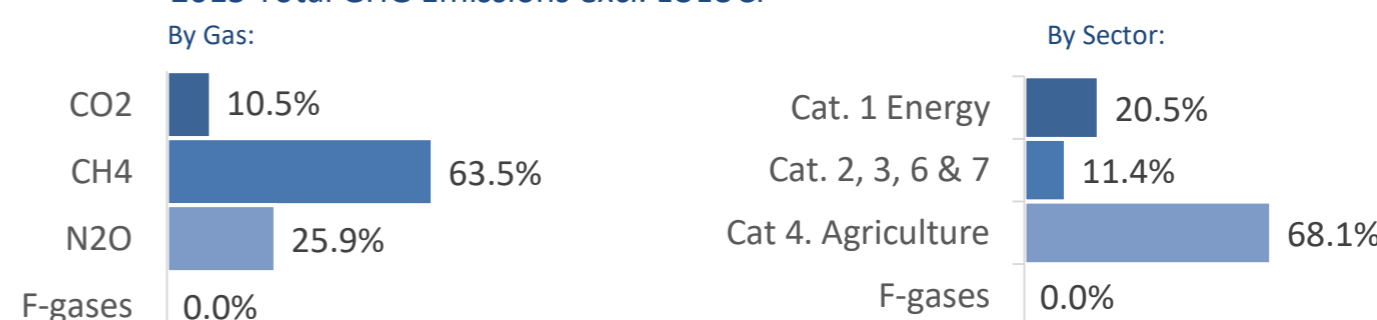 By Gas:
CO2 10.5%
CH4 63.5%
N2O 25.9%
F-gases 0.0%
By Sector:
Cat. 1 Energy 20.5%
Cat. 2, 3, 6 & 7 11.4%
Cat 4. Agriculture 68.1%
F-gases 0.0%